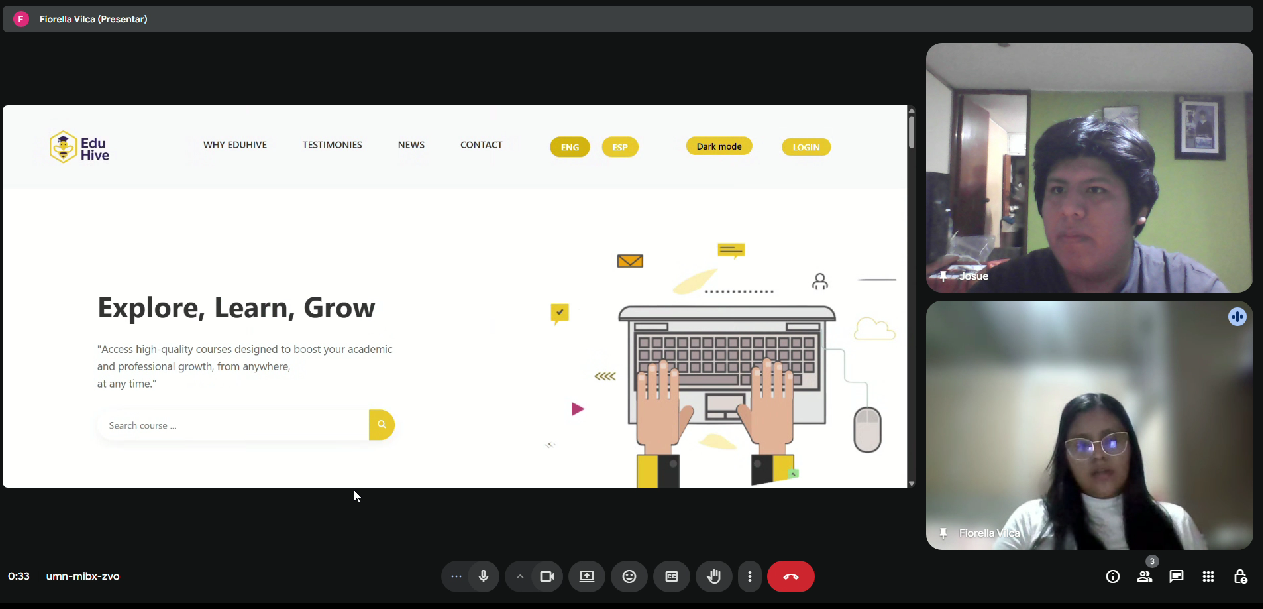 F Fiorella Vilca (Presentar)
Edu
Hive
WHY EDUHIVE TESTIMONIES NEWS CONTACT ENG ESP Dark mode LOGIN
Explore, Learn, Grow
"Access high-quality courses designed to boost your academic
and professional growth, from anywhere,
at any time."
Search course ...
Josue
Fiorella Vilca
0:33 umn-mibx-zvo
3